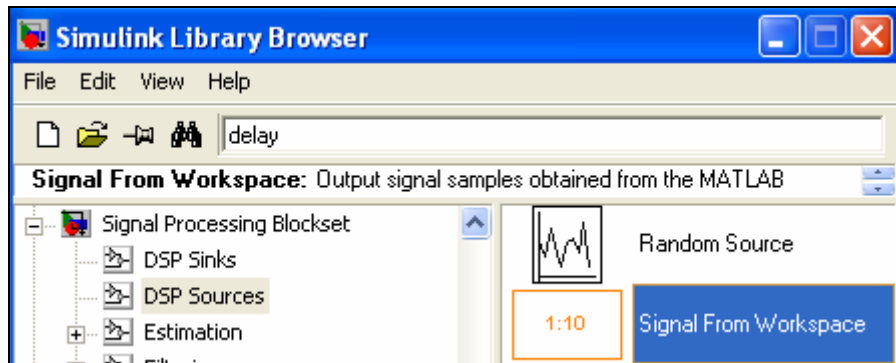 Simulink Library Browser
File Edit View Help
delay
Signal From Workspace: Output signal samples obtained from the MATLAB
Signal Processing Blockset
DSP Sinks
DSP Sources
Estimation
Random Source
1:10
Signal From Workspace